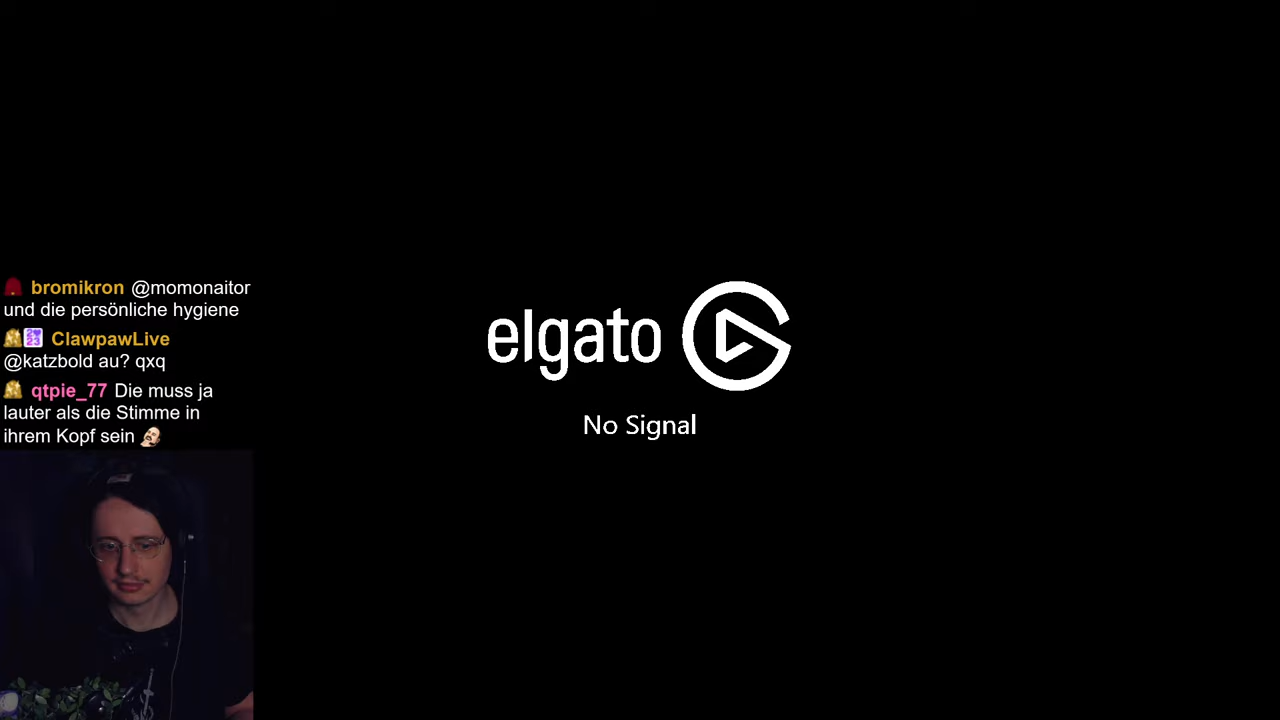 bromikron @momonaitor
und die persönliche hygiene
ClawpawLive
@katzbold au? qxq
qtpie_77 Die muss ja
lauter als die Stimme in
ihrem Kopf sein
elgato
No Signal